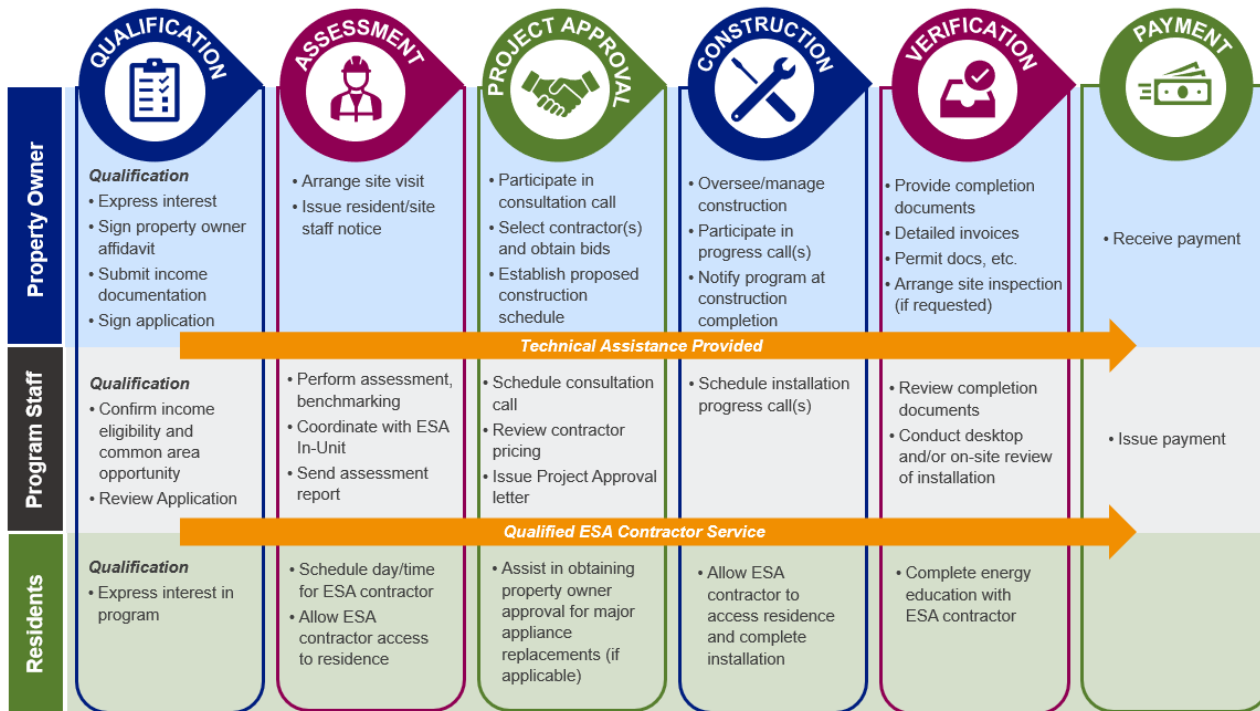 QUALIFICATION
ASSESSMENT
PROJECT APPROVAL
CONSTRUCTION
VERIFICATION
PAYMENT
Property Owner
Qualification
• Express interest
• Sign property owner
affidavit
• Submit income
documentation
• Sign application
• Arrange site visit
• Issue resident/site
staff notice
• Participate in
consultation call
• Select contractor(s)
and obtain bids
• Establish proposed
construction
schedule
• Oversee/manage
construction
• Participate in
progress call(s)
• Notify program at
construction
completion
• Provide completion
documents
• Detailed invoices
• Permit docs, etc.
• Arrange site inspection
(if requested)
• Receive payment
Technical Assistance Provided
Program Staff
Qualification
• Confirm income
eligibility and
common area
opportunity
• Review Application
• Perform assessment,
benchmarking
• Coordinate with ESA
In-Unit
• Send assessment
report
• Schedule consultation
call
• Review contractor
pricing
• Issue Project Approval
letter
• Schedule installation
progress call(s)
• Review completion
documents
• Conduct desktop
and/or on-site review
of installation
• Issue payment
Qualified ESA Contractor Service
Residents
Qualification
• Express interest in
program
• Schedule day/time
for ESA contractor
• Allow ESA
contractor access
to residence
• Assist in obtaining
property owner
approval for major
appliance
replacements (if
applicable)
• Allow ESA
contractor to
access residence
and complete
installation
• Complete energy
education with
ESA contractor